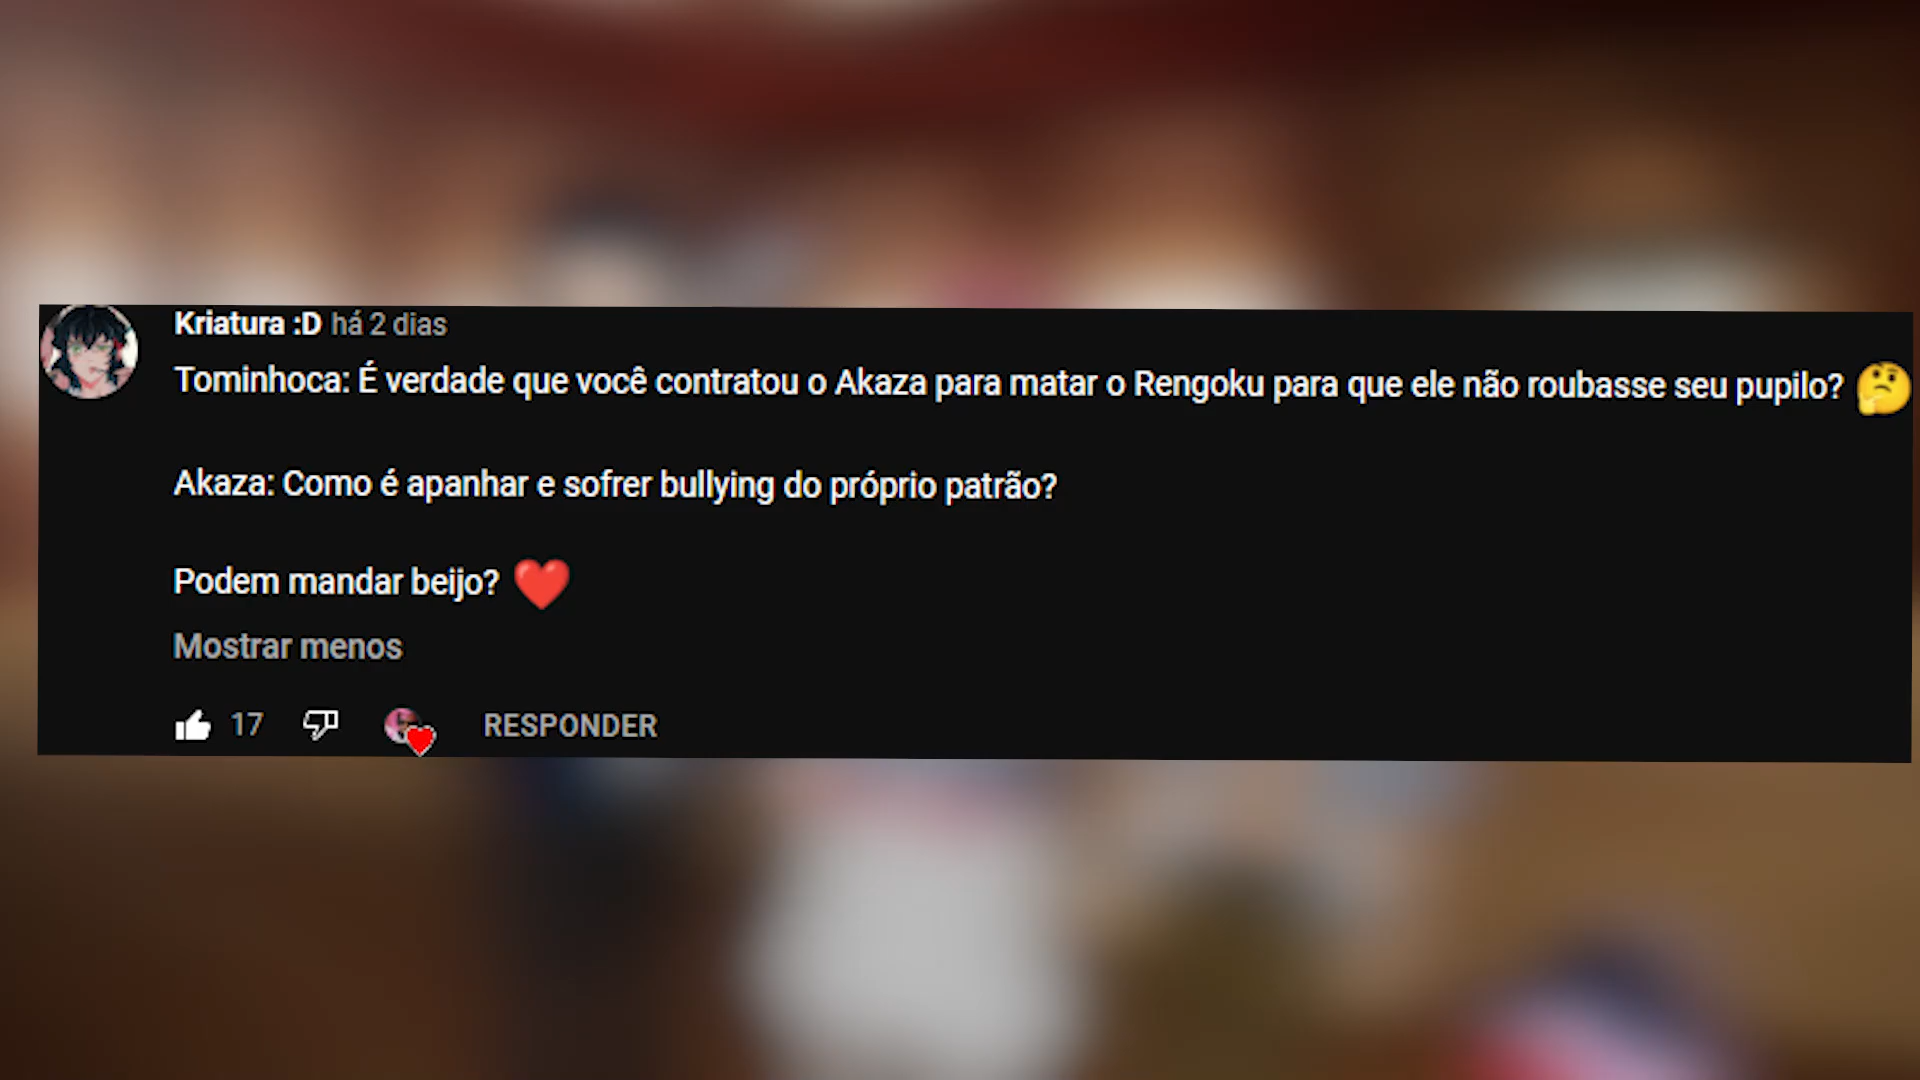 Kriatura :D há 2 dias
Tominhoca: É verdade que você contratou o Akaza para matar o Rengoku para que ele não roubasse seu pupilo? 🤔
Akaza: Como é apanhar e sofrer bullying do próprio patrão?
Podem mandar beijo? ❤️
Mostrar menos
17 RESPONDER